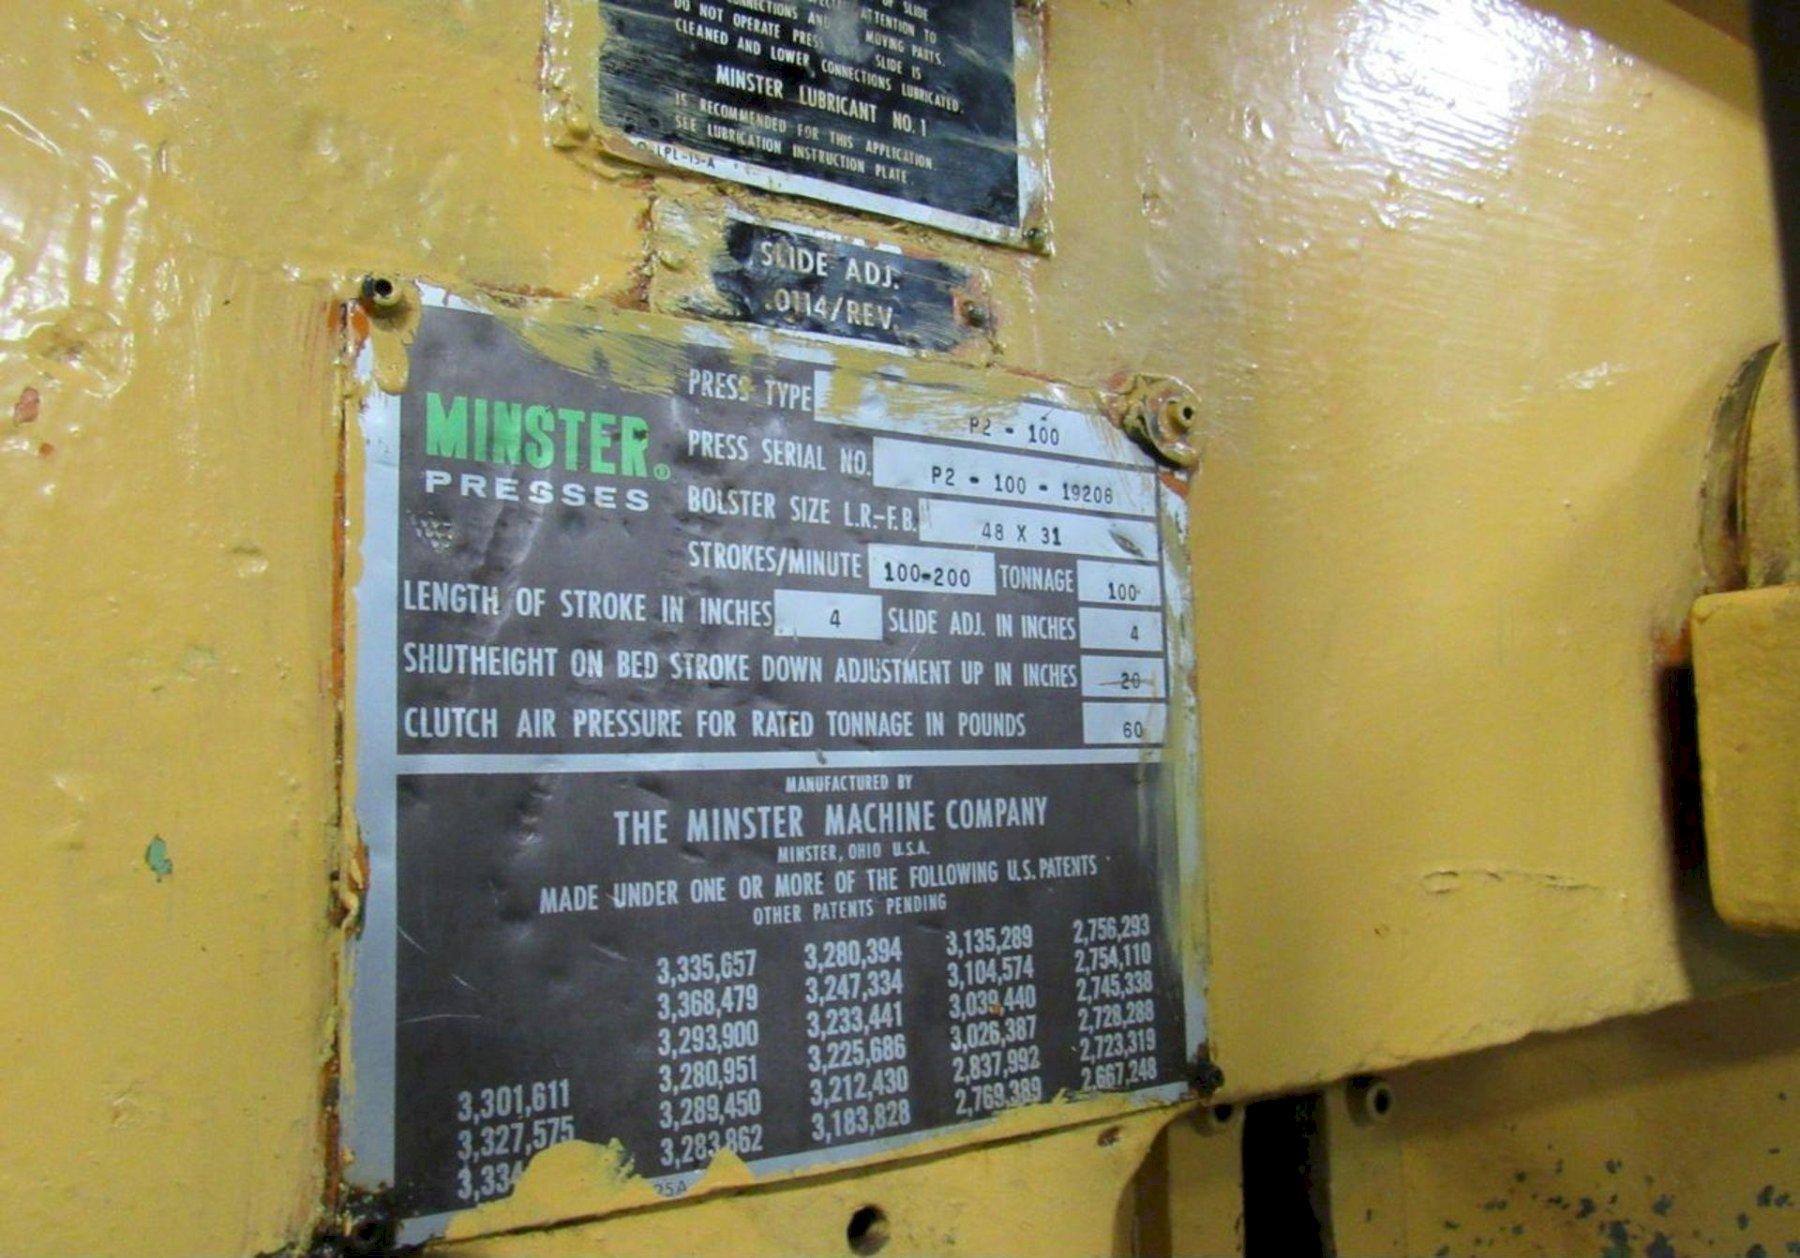 OF SLIDE
CONNECTIONS AND ATTENTION TO
DO NOT OPERATE PRESS MOVING PARTS.
SLIDE IS
CLEANED AND LOWER CONNECTIONS LUBRICATED.
MINSTER LUBRICANT NO. 1
IS RECOMMENDED FOR THIS APPLICATION
SEE LUBRICATION INSTRUCTION PLATE
LPL-15-A
SLIDE ADJ.
.0114/REV.
MINSTER®
PRESSES
PRESS TYPE P2 - 100
PRESS SERIAL NO. P2 - 100 - 19206
BOLSTER SIZE L.R.-F.B. 48 X 31
STROKES/MINUTE 100-200 TONNAGE 100
LENGTH OF STROKE IN INCHES 4 SLIDE ADJ. IN INCHES 4
SHUTHEIGHT ON BED STROKE DOWN ADJUSTMENT UP IN INCHES 20
CLUTCH AIR PRESSURE FOR RATED TONNAGE IN POUNDS 60
MANUFACTURED BY
THE MINSTER MACHINE COMPANY
MINSTER, OHIO U.S.A.
MADE UNDER ONE OR MORE OF THE FOLLOWING U.S. PATENTS
OTHER PATENTS PENDING
3,335,657 3,280,394 3,135,289 2,756,293
3,368,479 3,247,334 3,104,574 2,754,110
3,293,900 3,233,441 3,039,440 2,745,338
3,280,951 3,225,686 3,026,387 2,728,288
3,301,611 3,289,450 3,212,430 2,837,992 2,723,319
3,327,575 3,283,862 3,183,828 2,769,389 2,667,248
3,334
25A